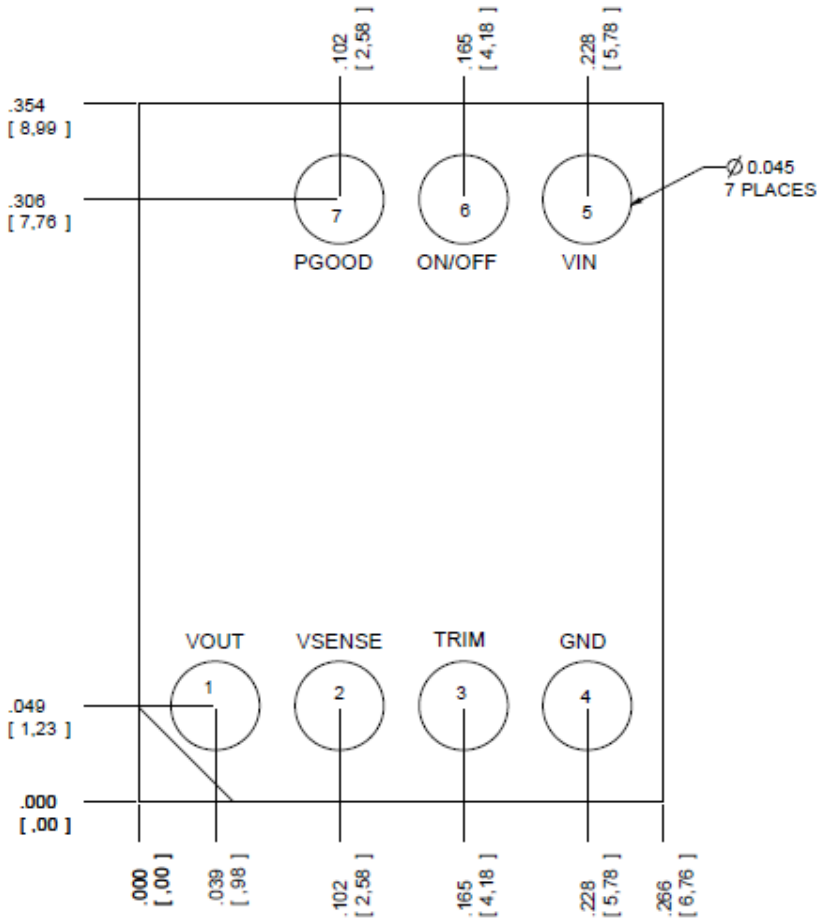 .102
[ 2,58 ]
.165
[ 4,18 ]
.228
[ 5,78 ]
.354
[ 8,99 ]
Ø 0.045
7 PLACES
.306
[ 7,76 ]
7
6
5
PGOOD
ON/OFF
VIN
VOUT
VSENSE
TRIM
GND
1
2
3
4
.049
[ 1,23 ]
.000
[ ,00 ]
.000
[ ,00 ]
.039
[ ,98 ]
.102
[ 2,58 ]
.165
[ 4,18 ]
.228
[ 5,78 ]
.266
[ 6,76 ]